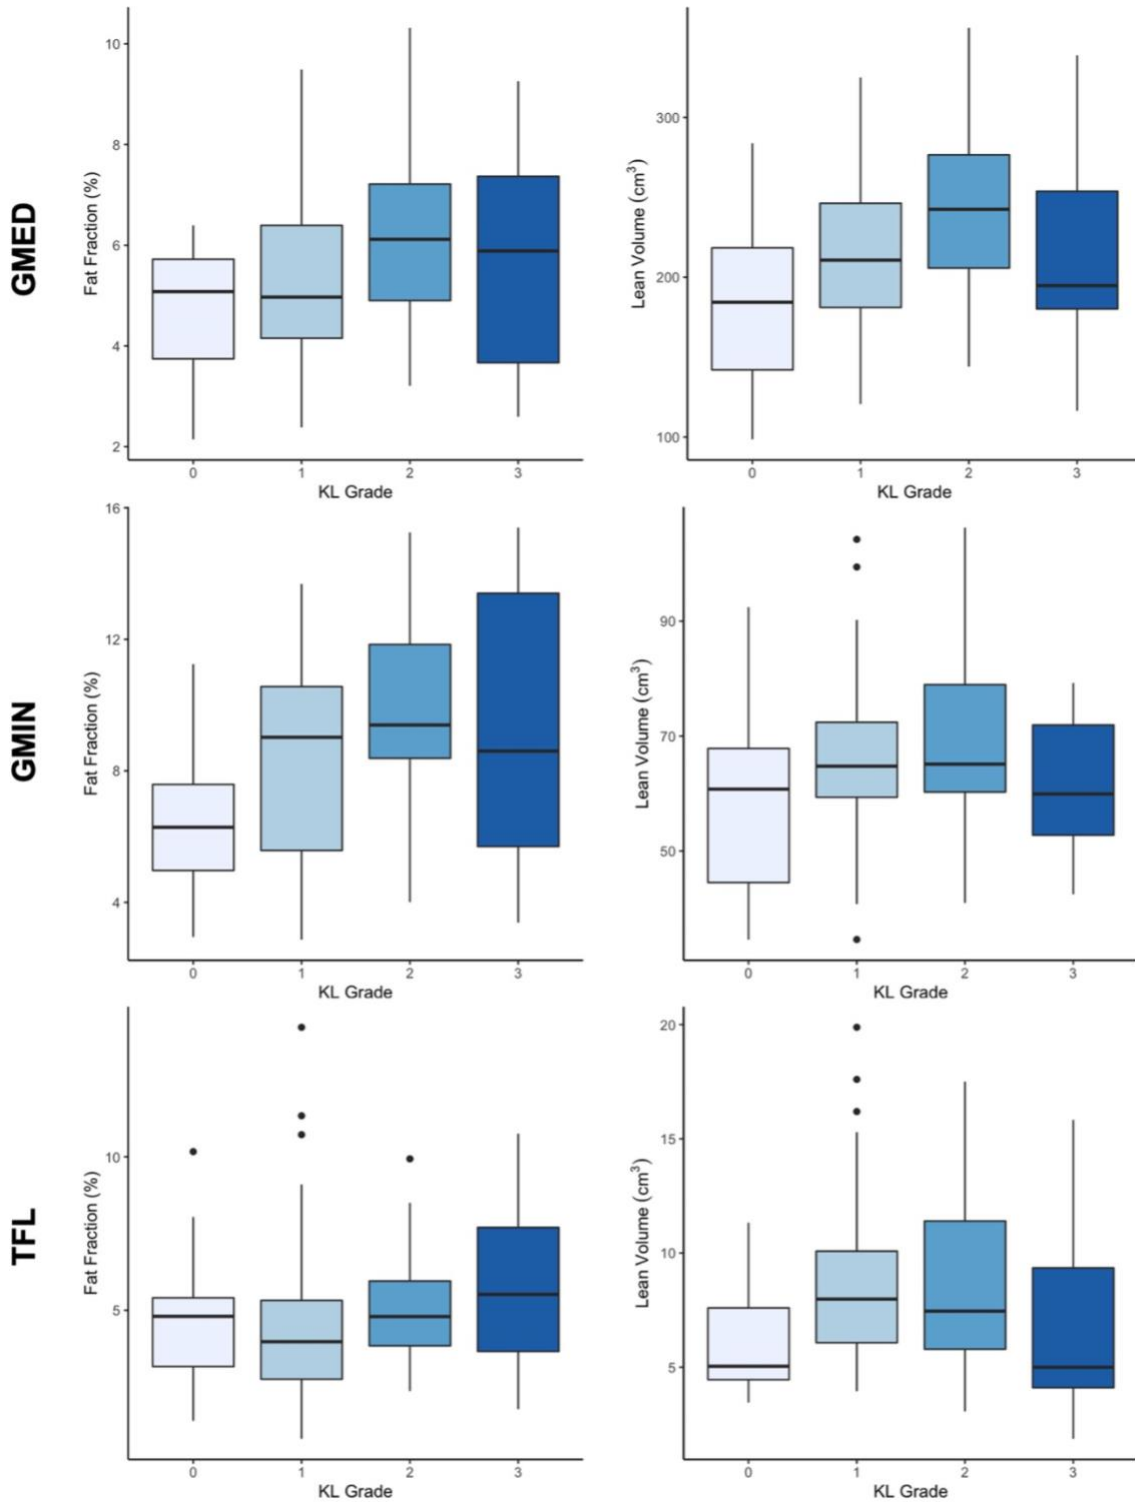 GMED
Fat Fraction (%)
10
8
6
4
2
0 1 2 3
KL Grade
Lean Volume (cm³)
300
200
100
0 1 2 3
KL Grade
GMIN
Fat Fraction (%)
16
12
8
4
0 1 2 3
KL Grade
Lean Volume (cm³)
90
70
50
0 1 2 3
KL Grade
TFL
Fat Fraction (%)
10
5
0 1 2 3
KL Grade
Lean Volume (cm³)
20
15
10
5
0 1 2 3
KL Grade